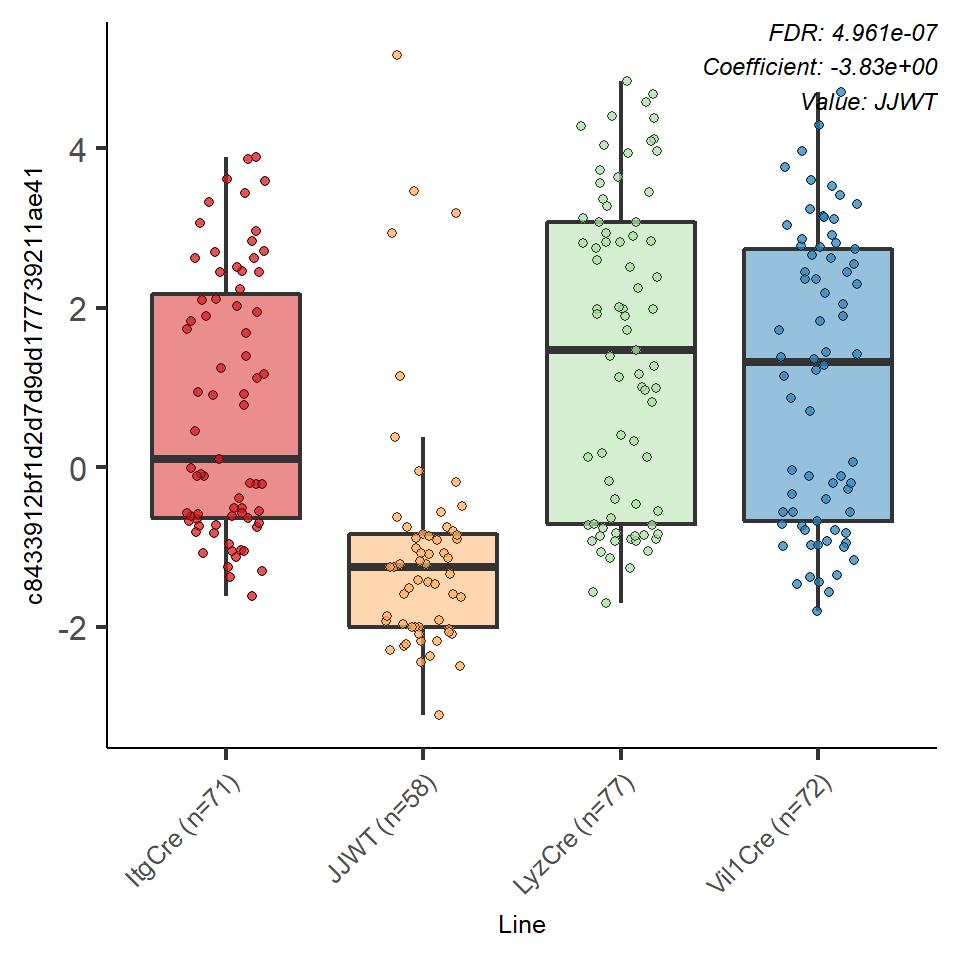 FDR: 4.961e-07
Coefficient: -3.83e+00
Value: JJWT
c8433912bf1d2d7d9dd1777739211ae41
4
2
0
-2
ItgCre (n=71)
JJWT (n=58)
LyzCre (n=77)
Vil1Cre (n=72)
Line